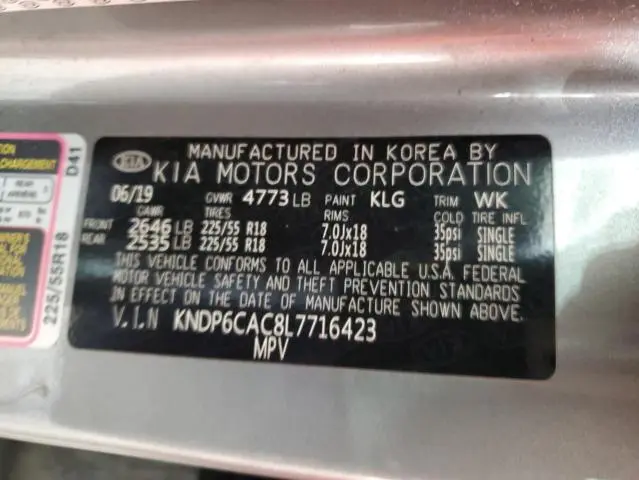 KIA
MANUFACTURED IN KOREA BY
KIA MOTORS CORPORATION
06/19 GVWR 4773 LB PAINT KLG TRIM WK
GAWR TIRES RIMS COLD TIRE INFL
FRONT 2646 LB 225/55 R18 7.0Jx18 35psi SINGLE
REAR 2535 LB 225/55 R18 7.0Jx18 35psi SINGLE
THIS VEHICLE CONFORMS TO ALL APPLICABLE U.S.A. FEDERAL
MOTOR VEHICLE SAFETY AND THEFT PREVENTION STANDARDS
IN EFFECT ON THE DATE OF MANUFACTURE SHOWN ABOVE.
V.I.N KNDP6CAC8L7716423
MPV
D41
225/55R18
CHARGEMENT
REAR